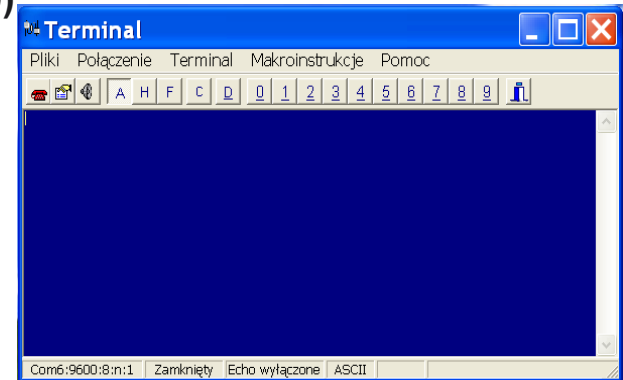 )
Terminal
Pliki Połączenie Terminal Makroinstrukcje Pomoc
A H F C D 0 1 2 3 4 5 6 7 8 9
Com6:9600:8:n:1 Zamknięty Echo wyłączone ASCII